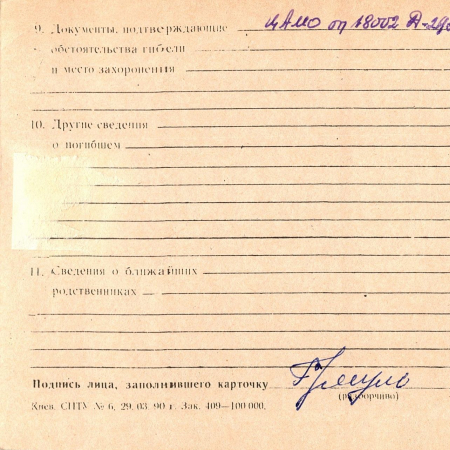 9. Документы, подтверждающие ЦАМО оп 18002 Д-
обстоятельства гибели
и место захоронения
10. Другие сведения
о погибшем
11. Сведения о ближайших
родственниках
Подпись лица, заполнившего карточку
(разборчиво)
Киев. СПТУ № 6, 29. 03. 90 г. Зак. 409—100 000.